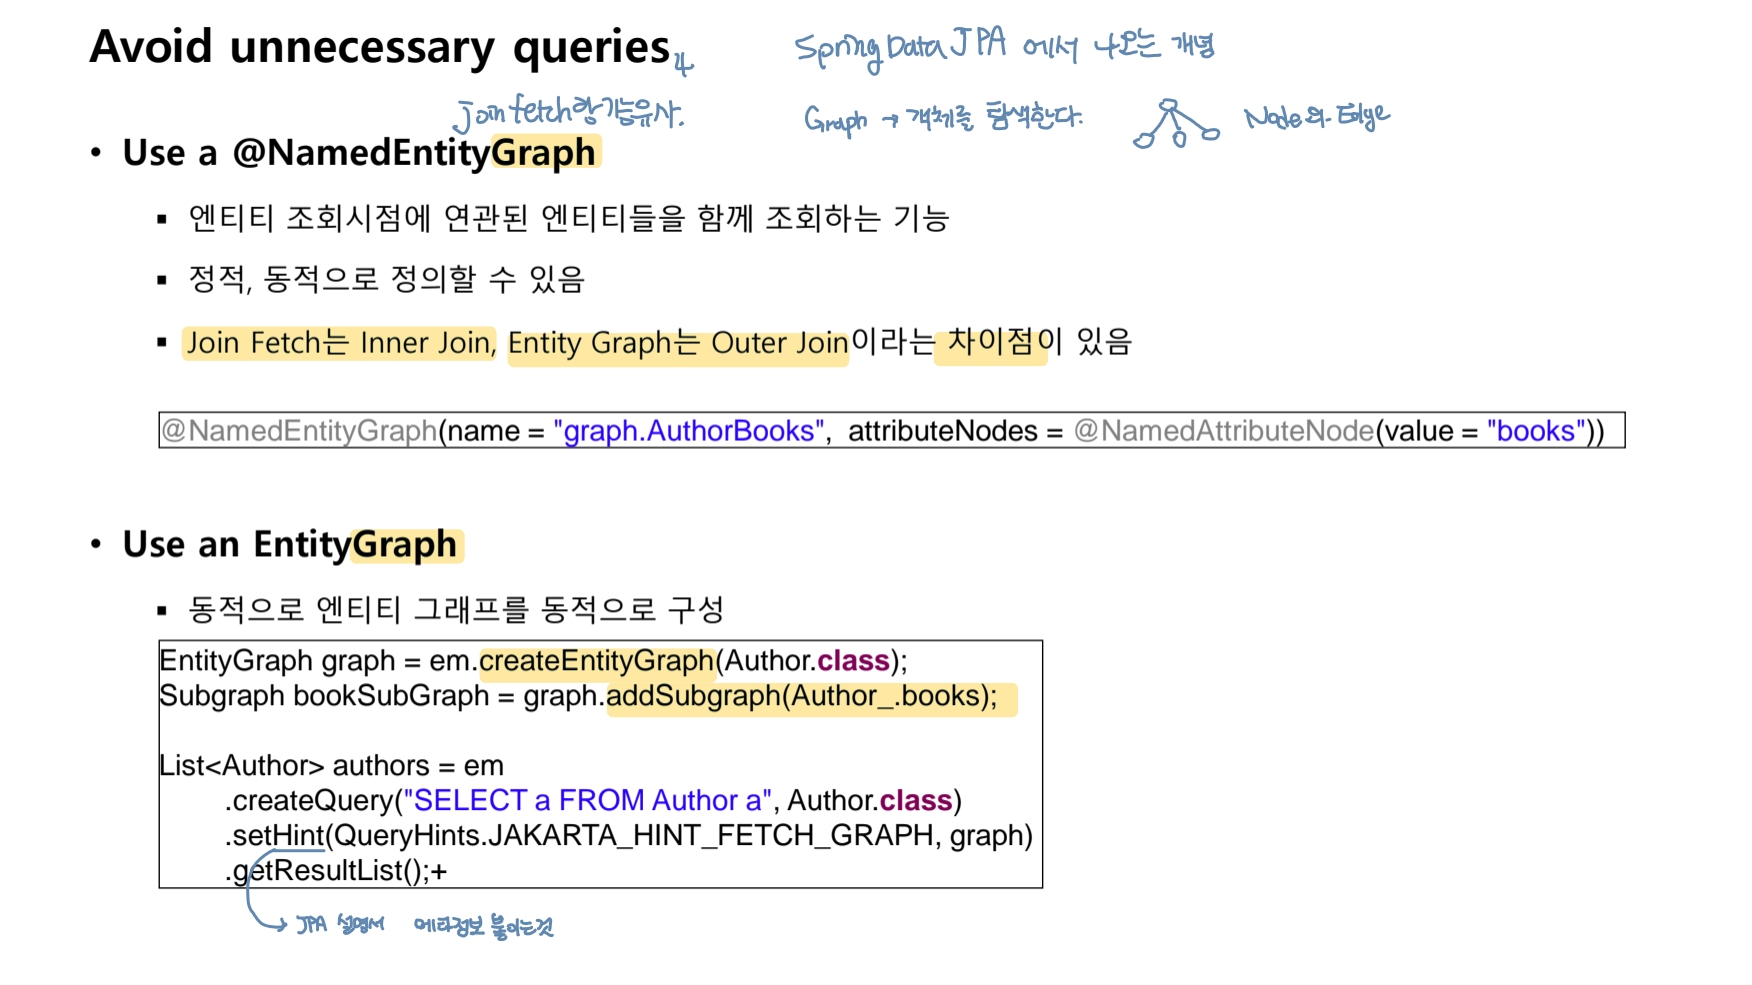 Avoid unnecessary queries 4
Spring Data JPA 에서 나오는 개념
Join fetch랑 기능유사.
Graph → 객체를 탐색한다.
Node와 Edge
• Use a @NamedEntityGraph
▪ 엔티티 조회시점에 연관된 엔티티들을 함께 조회하는 기능
▪ 정적, 동적으로 정의할 수 있음
▪ Join Fetch는 Inner Join, Entity Graph는 Outer Join이라는 차이점이 있음
@NamedEntityGraph(name = "graph.AuthorBooks", attributeNodes = @NamedAttributeNode(value = "books"))
• Use an EntityGraph
▪ 동적으로 엔티티 그래프를 동적으로 구성
EntityGraph graph = em.createEntityGraph(Author.class);
Subgraph bookSubGraph = graph.addSubgraph(Author_.books);
List<Author> authors = em
.createQuery("SELECT a FROM Author a", Author.class)
.setHint(QueryHints.JAKARTA_HINT_FETCH_GRAPH, graph)
.getResultList();+
→ JPA 설명서 메타정보 붙이는것